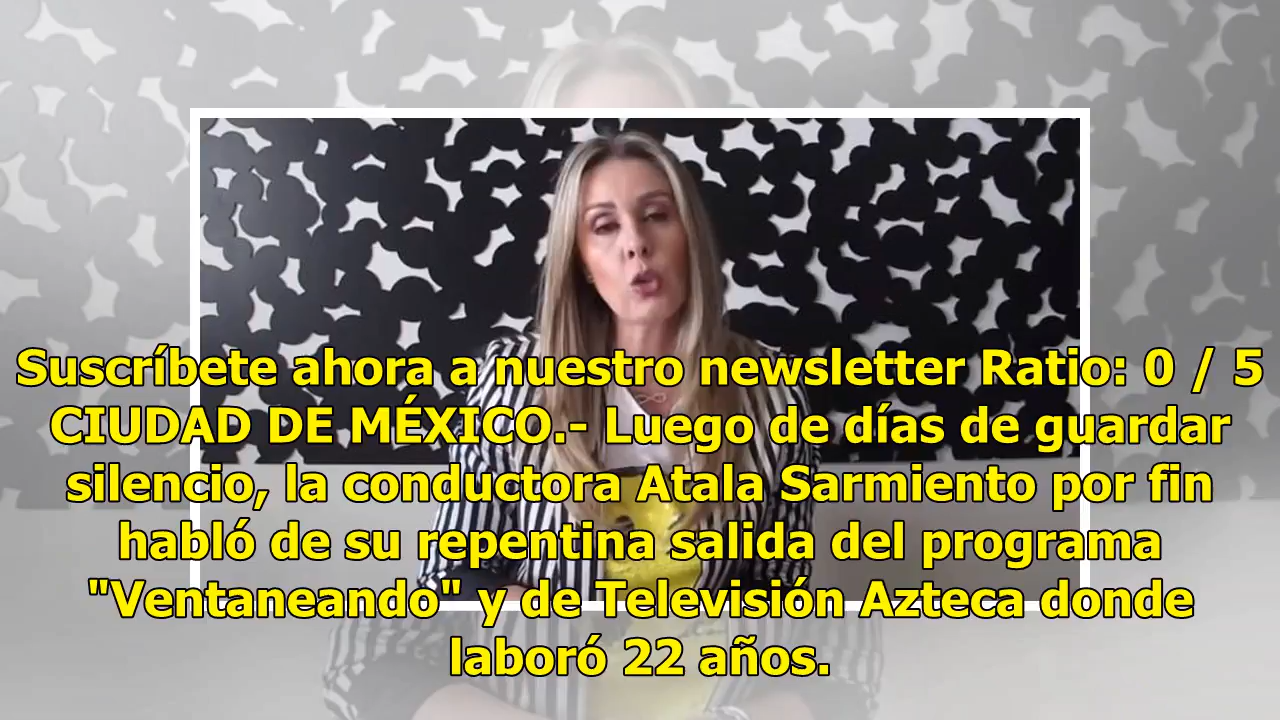 Suscríbete ahora a nuestro newsletter Ratio: 0 / 5
CIUDAD DE MÉXICO.- Luego de días de guardar
silencio, la conductora Atala Sarmiento por fin
habló de su repentina salida del programa
"Ventaneando" y de Televisión Azteca donde
laboró 22 años.